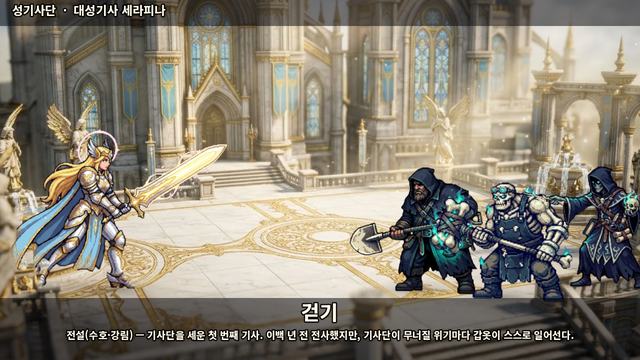 성기사단 · 대성기사 세라피나
걷기
전설(수호·강림) — 기사단을 세운 첫 번째 기사. 이백 년 전 전사했지만, 기사단이 무너질 위기마다 갑옷이 스스로 일어선다.